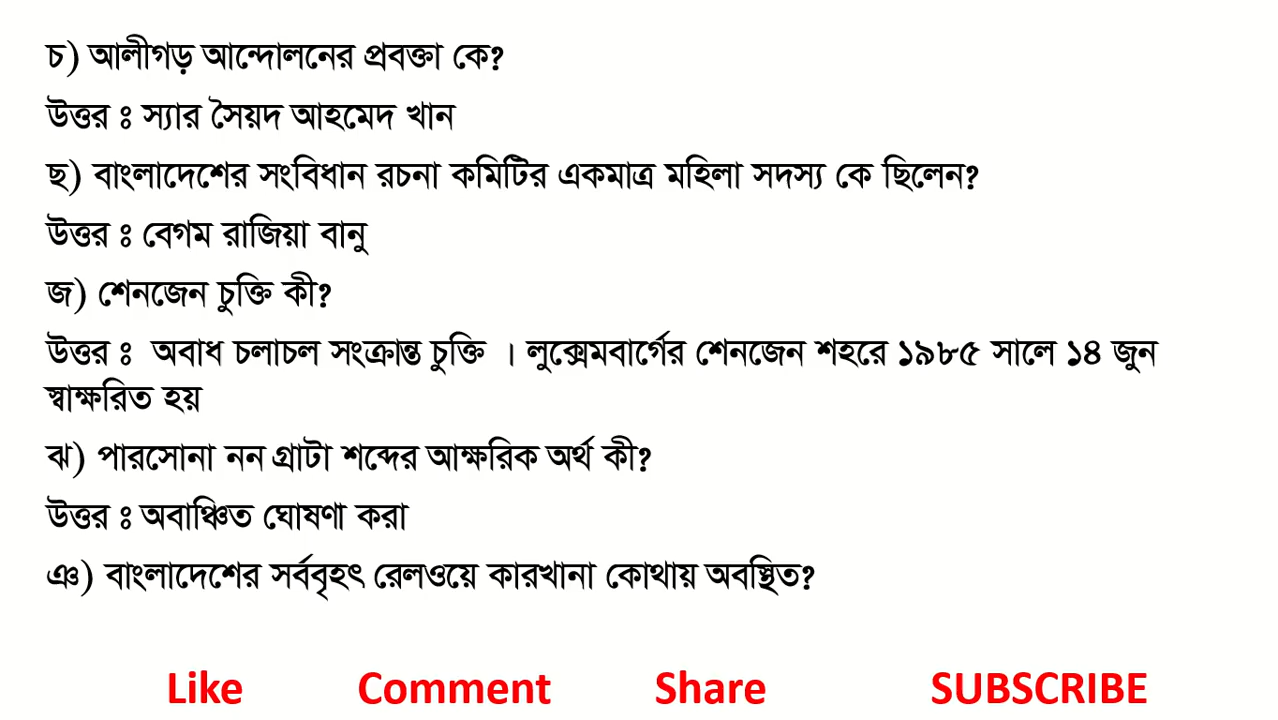 চ) আলীগড় আন্দোলনের প্রবক্তা কে?
উত্তর ঃ স্যার সৈয়দ আহমেদ খান
ছ) বাংলাদেশের সংবিধান রচনা কমিটির একমাত্র মহিলা সদস্য কে ছিলেন?
উত্তর ঃ বেগম রাজিয়া বানু
জ) শেনজেন চুক্তি কী?
উত্তর ঃ অবাধ চলাচল সংক্রান্ত চুক্তি । লুক্সেমবার্গের শেনজেন শহরে ১৯৮৫ সালে ১৪ জুন
স্বাক্ষরিত হয়
ঝ) পারসোনা নন গ্রাটা শব্দের আক্ষরিক অর্থ কী?
উত্তর ঃ অবাঞ্চিত ঘোষণা করা
ঞ) বাংলাদেশের সর্ববৃহৎ রেলওয়ে কারখানা কোথায় অবস্থিত?
Like Comment Share SUBSCRIBE